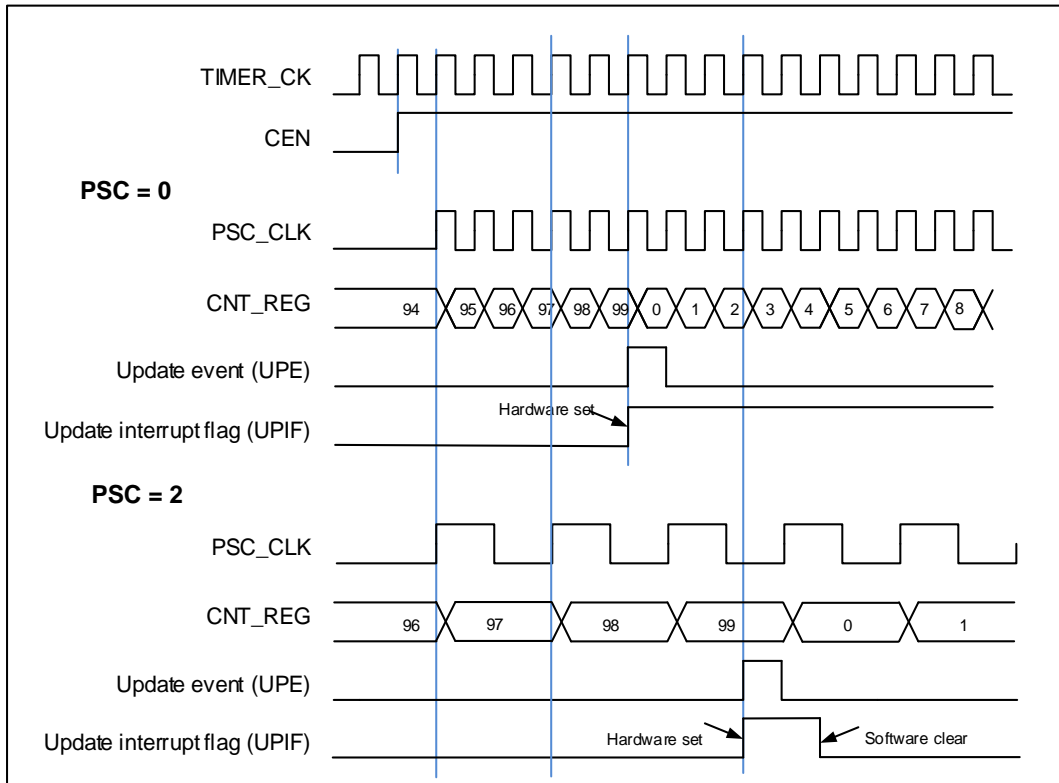 TIMER_CK
CEN
PSC = 0
PSC_CLK
CNT_REG 94 95 96 97 98 99 0 1 2 3 4 5 6 7 8
Update event (UPE)
Hardware set
Update interrupt flag (UPIF)
PSC = 2
PSC_CLK
CNT_REG 96 97 98 99 0 1
Update event (UPE)
Update interrupt flag (UPIF) Hardware set Software clear